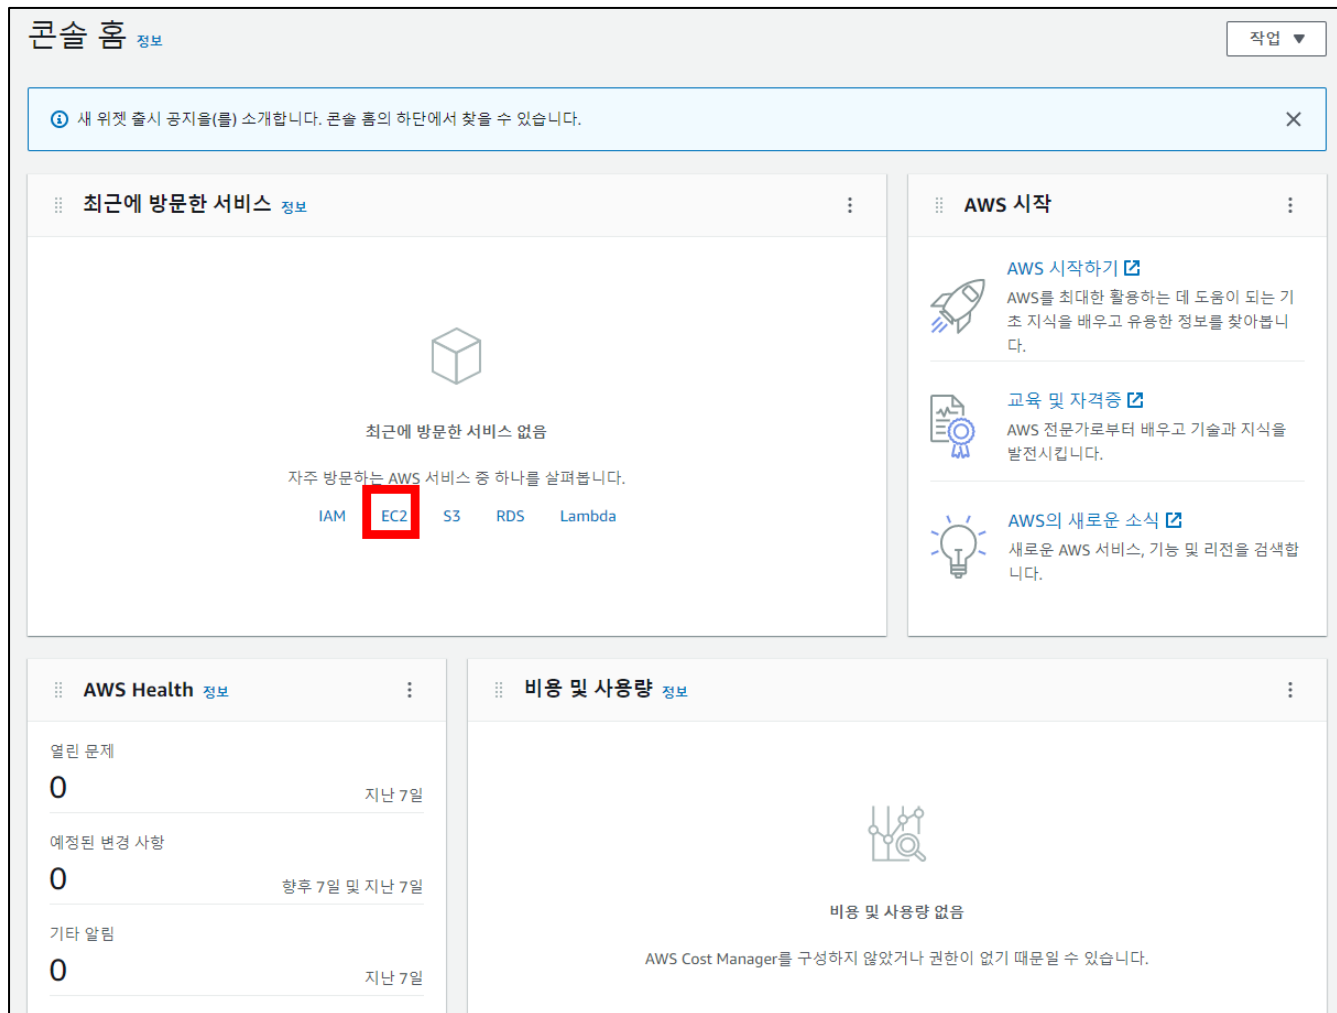 콘솔 홈 정보
작업 ▼
새 위젯 출시 공지을(를) 소개합니다. 콘솔 홈의 하단에서 찾을 수 있습니다.
최근에 방문한 서비스 정보
최근에 방문한 서비스 없음
자주 방문하는 AWS 서비스 중 하나를 살펴봅니다.
IAM EC2 S3 RDS Lambda
AWS 시작
AWS 시작하기
AWS를 최대한 활용하는 데 도움이 되는 기
초 지식을 배우고 유용한 정보를 찾아봅니
다.
교육 및 자격증
AWS 전문가로부터 배우고 기술과 지식을
발전시킵니다.
AWS의 새로운 소식
새로운 AWS 서비스, 기능 및 리전을 검색합
니다.
AWS Health 정보
열린 문제
0 지난 7일
예정된 변경 사항
0 향후 7일 및 지난 7일
기타 알림
0 지난 7일
비용 및 사용량 정보
비용 및 사용량 없음
AWS Cost Manager를 구성하지 않았거나 권한이 없기 때문일 수 있습니다.